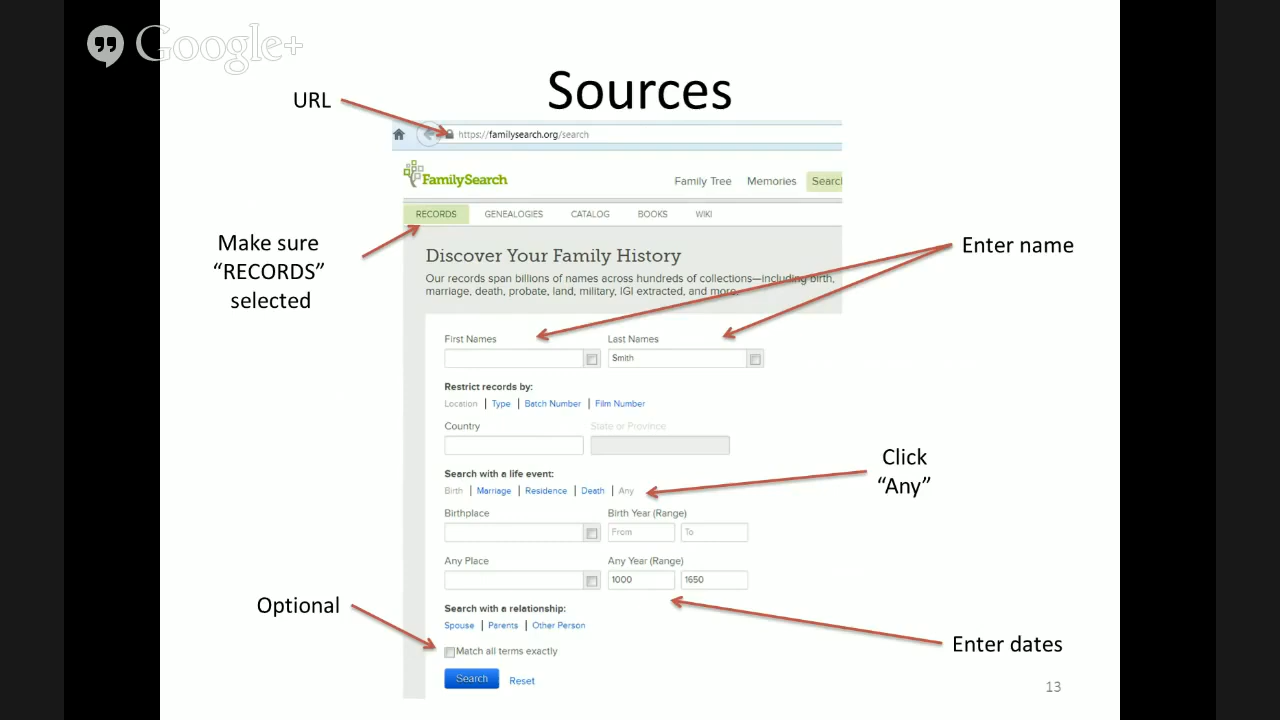 Google+
Sources
URL
https://familysearch.org/search
FamilySearch
Family Tree Memories Searc
RECORDS GENEALOGIES CATALOG BOOKS WIKI
Make sure
“RECORDS”
selected
Discover Your Family History
Our records span billions of names across hundreds of collections—including birth,
marriage, death, probate, land, military, IGI extracted, and more.
Enter name
First Names Last Names
Smith
Restrict records by:
Location | Type | Batch Number | Film Number
Country State or Province
Search with a life event:
Birth | Marriage | Residence | Death | Any
Click
“Any”
Birthplace Birth Year (Range)
From To
Any Place Any Year (Range)
1000 1650
Optional
Search with a relationship:
Spouse | Parents | Other Person
Match all terms exactly
Enter dates
Search Reset
13